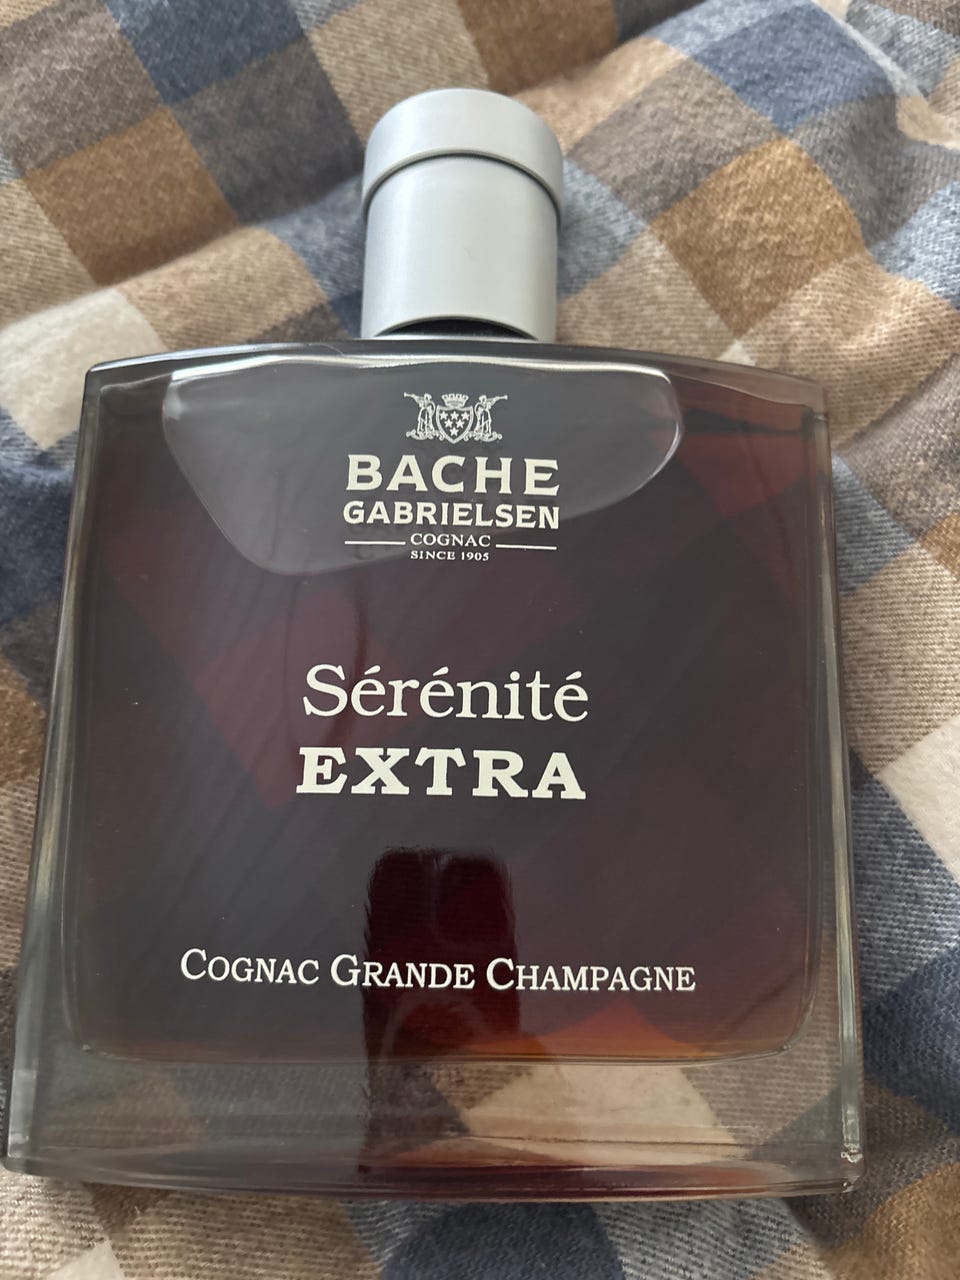 BACHE
GABRIELSEN
COGNAC
SINCE 1905
Sérénité
EXTRA
COGNAC GRANDE CHAMPAGNE